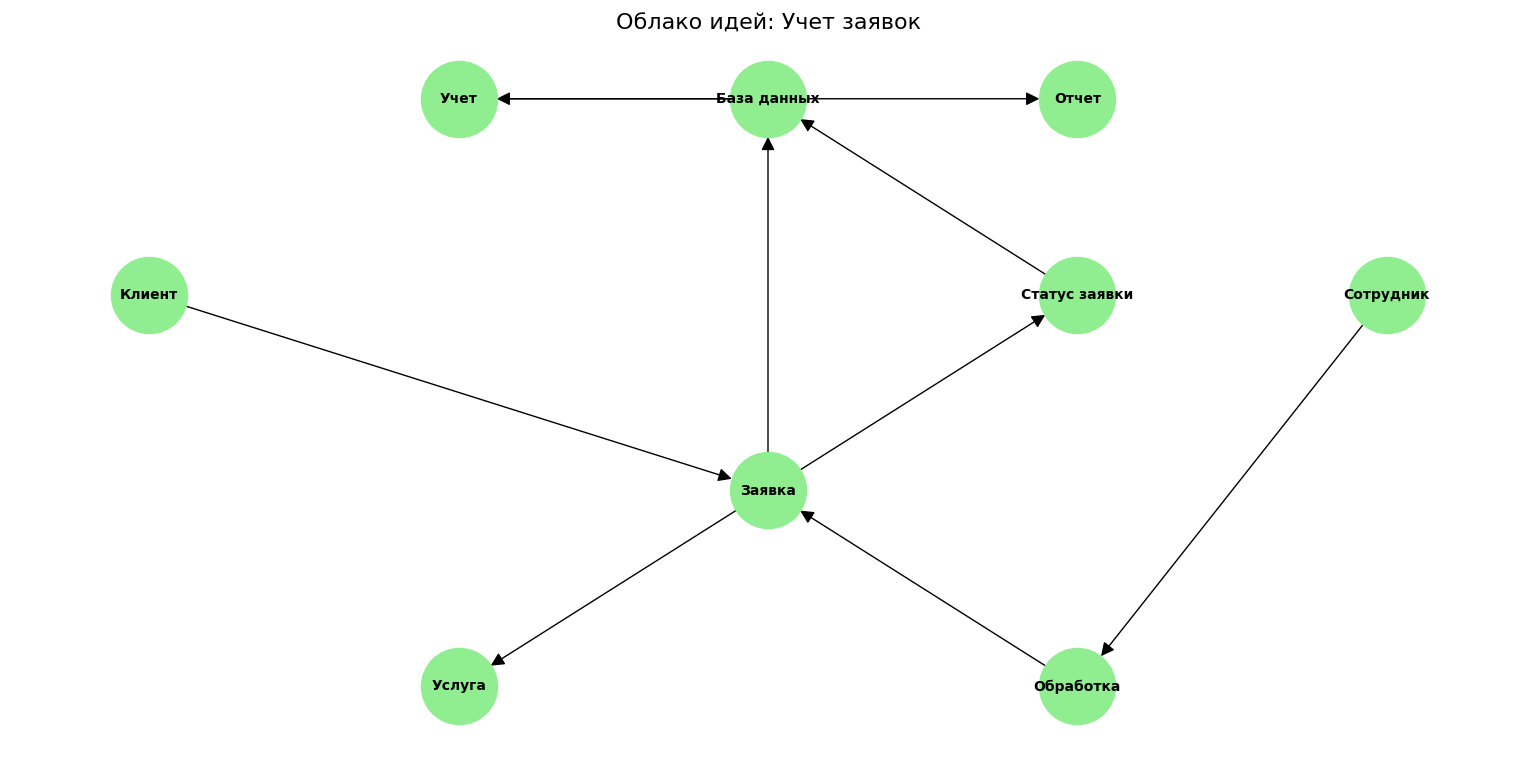 Облако идей: Учет заявок
Учет
База данных
Отчет
Клиент
Статус заявки
Сотрудник
Заявка
Услуга
Обработка